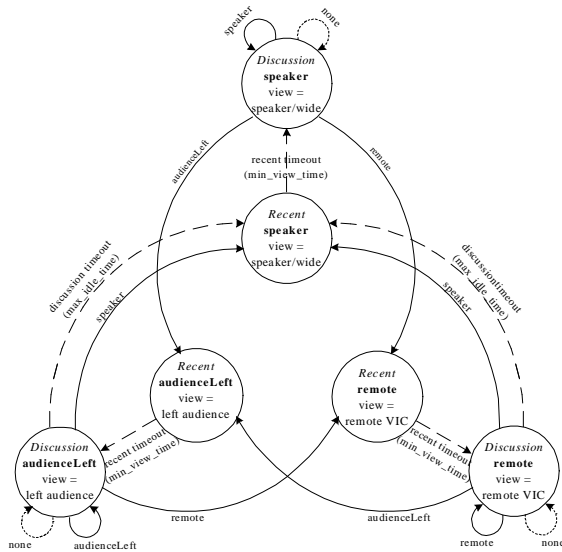 speaker
none
Discussion
speaker
view =
speaker/wide
audienceLeft
remote
recent timeout
(min_view_time)
Recent
speaker
view =
speaker/wide
discussion timeout
(max_idle_time)
speaker
discussiontimeout
(max_idle_time)
speaker
Recent
audienceLeft
view =
left audience
Recent
remote
view =
remote VIC
recent timeout
(min_view_time)
recent timeout
(min_view_time)
Discussion
audienceLeft
view =
left audience
Discussion
remote
view =
remote VIC
remote
audienceLeft
none
audienceLeft
remote
none